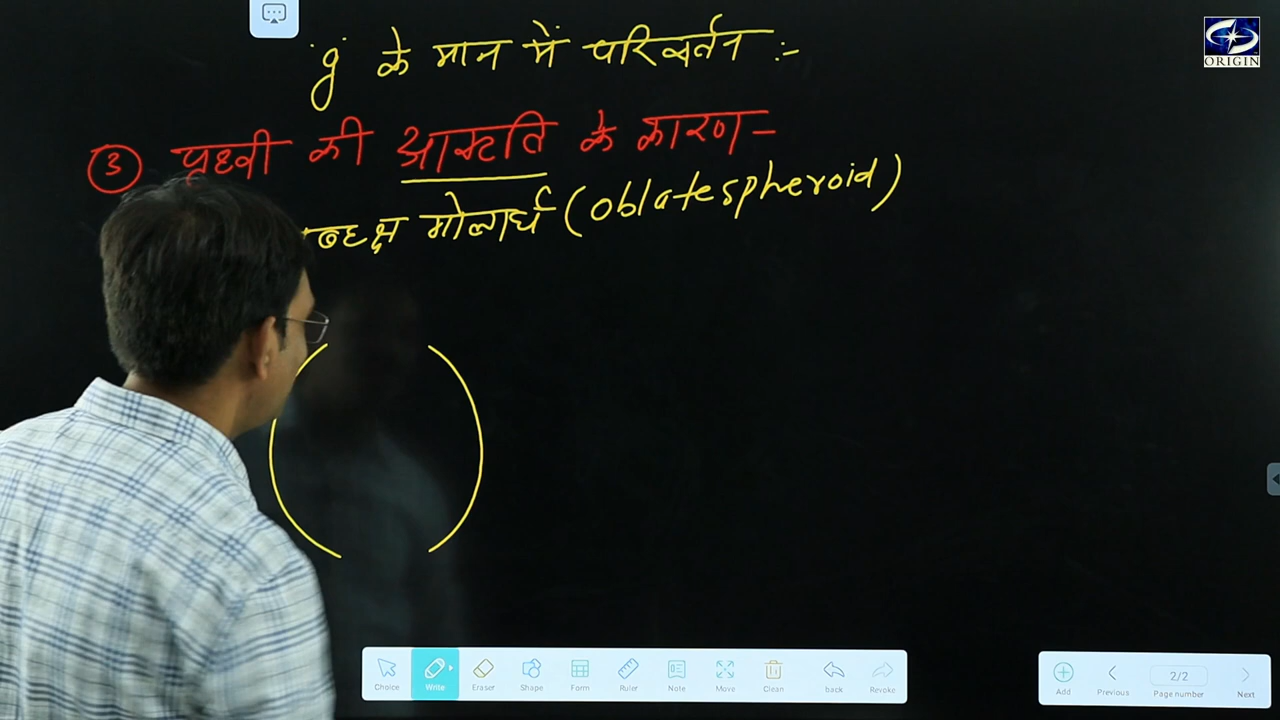 'g' के मान में परिवर्तन :-
③ पृथ्वी की आकृति के कारण -
गोलार्ध (oblatespheroid)
ORIGIN
Choice Write Eraser Shape Form Ruler Note Move Clean back Revoke
Add Previous 2/2 Page number Next